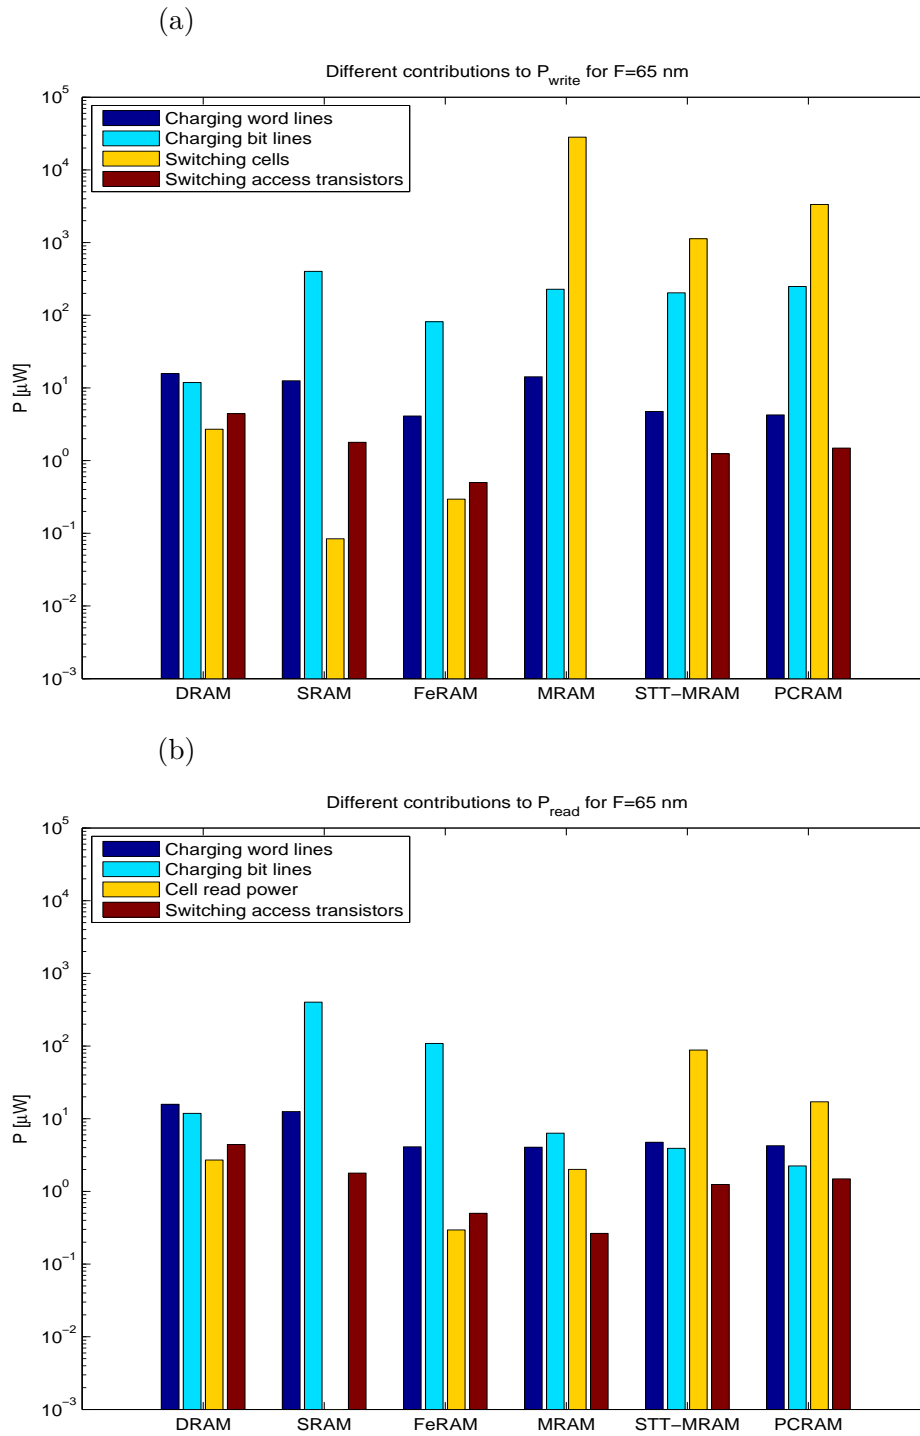 (a)
Different contributions to P_write for F=65 nm
10^5
Charging word lines
Charging bit lines
Switching cells
Switching access transistors
10^4
10^3
10^2
10^1
10^0
10^−1
10^−2
10^−3
P [μW]
DRAM SRAM FeRAM MRAM STT−MRAM PCRAM
(b)
Different contributions to P_read for F=65 nm
10^5
Charging word lines
Charging bit lines
Cell read power
Switching access transistors
10^4
10^3
10^2
10^1
10^0
10^−1
10^−2
10^−3
P [μW]
DRAM SRAM FeRAM MRAM STT−MRAM PCRAM